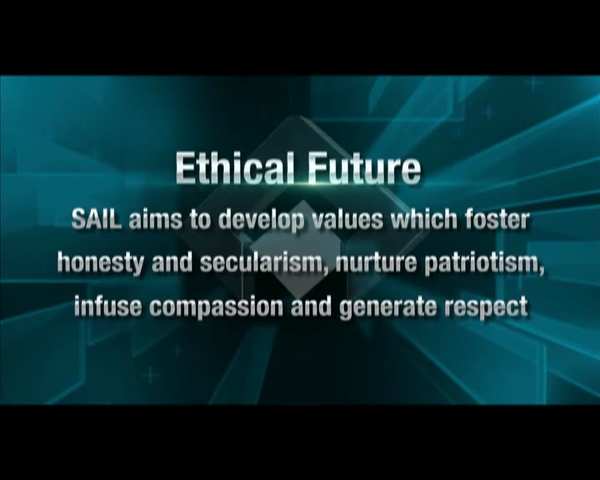 Ethical Future
SAIL aims to develop values which foster
honesty and secularism, nurture patriotism,
infuse compassion and generate respect